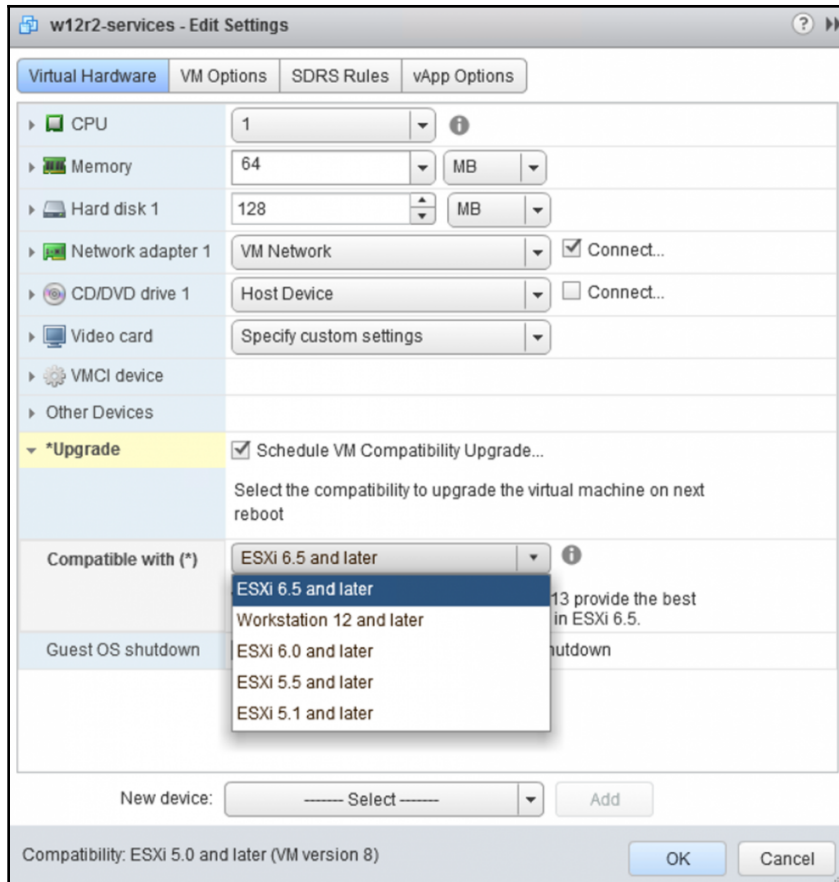 w12r2-services - Edit Settings
Virtual Hardware VM Options SDRS Rules vApp Options
CPU 1
Memory 64 MB
Hard disk 1 128 MB
Network adapter 1 VM Network Connect...
CD/DVD drive 1 Host Device Connect...
Video card Specify custom settings
VMCI device
Other Devices
*Upgrade Schedule VM Compatibility Upgrade...
Select the compatibility to upgrade the virtual machine on next
reboot
Compatible with (*) ESXi 6.5 and later
ESXi 6.5 and later
13 provide the best
Workstation 12 and later in ESXi 6.5.
Guest OS shutdown ESXi 6.0 and later
ESXi 5.5 and later
ESXi 5.1 and later
New device: ------- Select ------- Add
Compatibility: ESXi 5.0 and later (VM version 8) OK Cancel